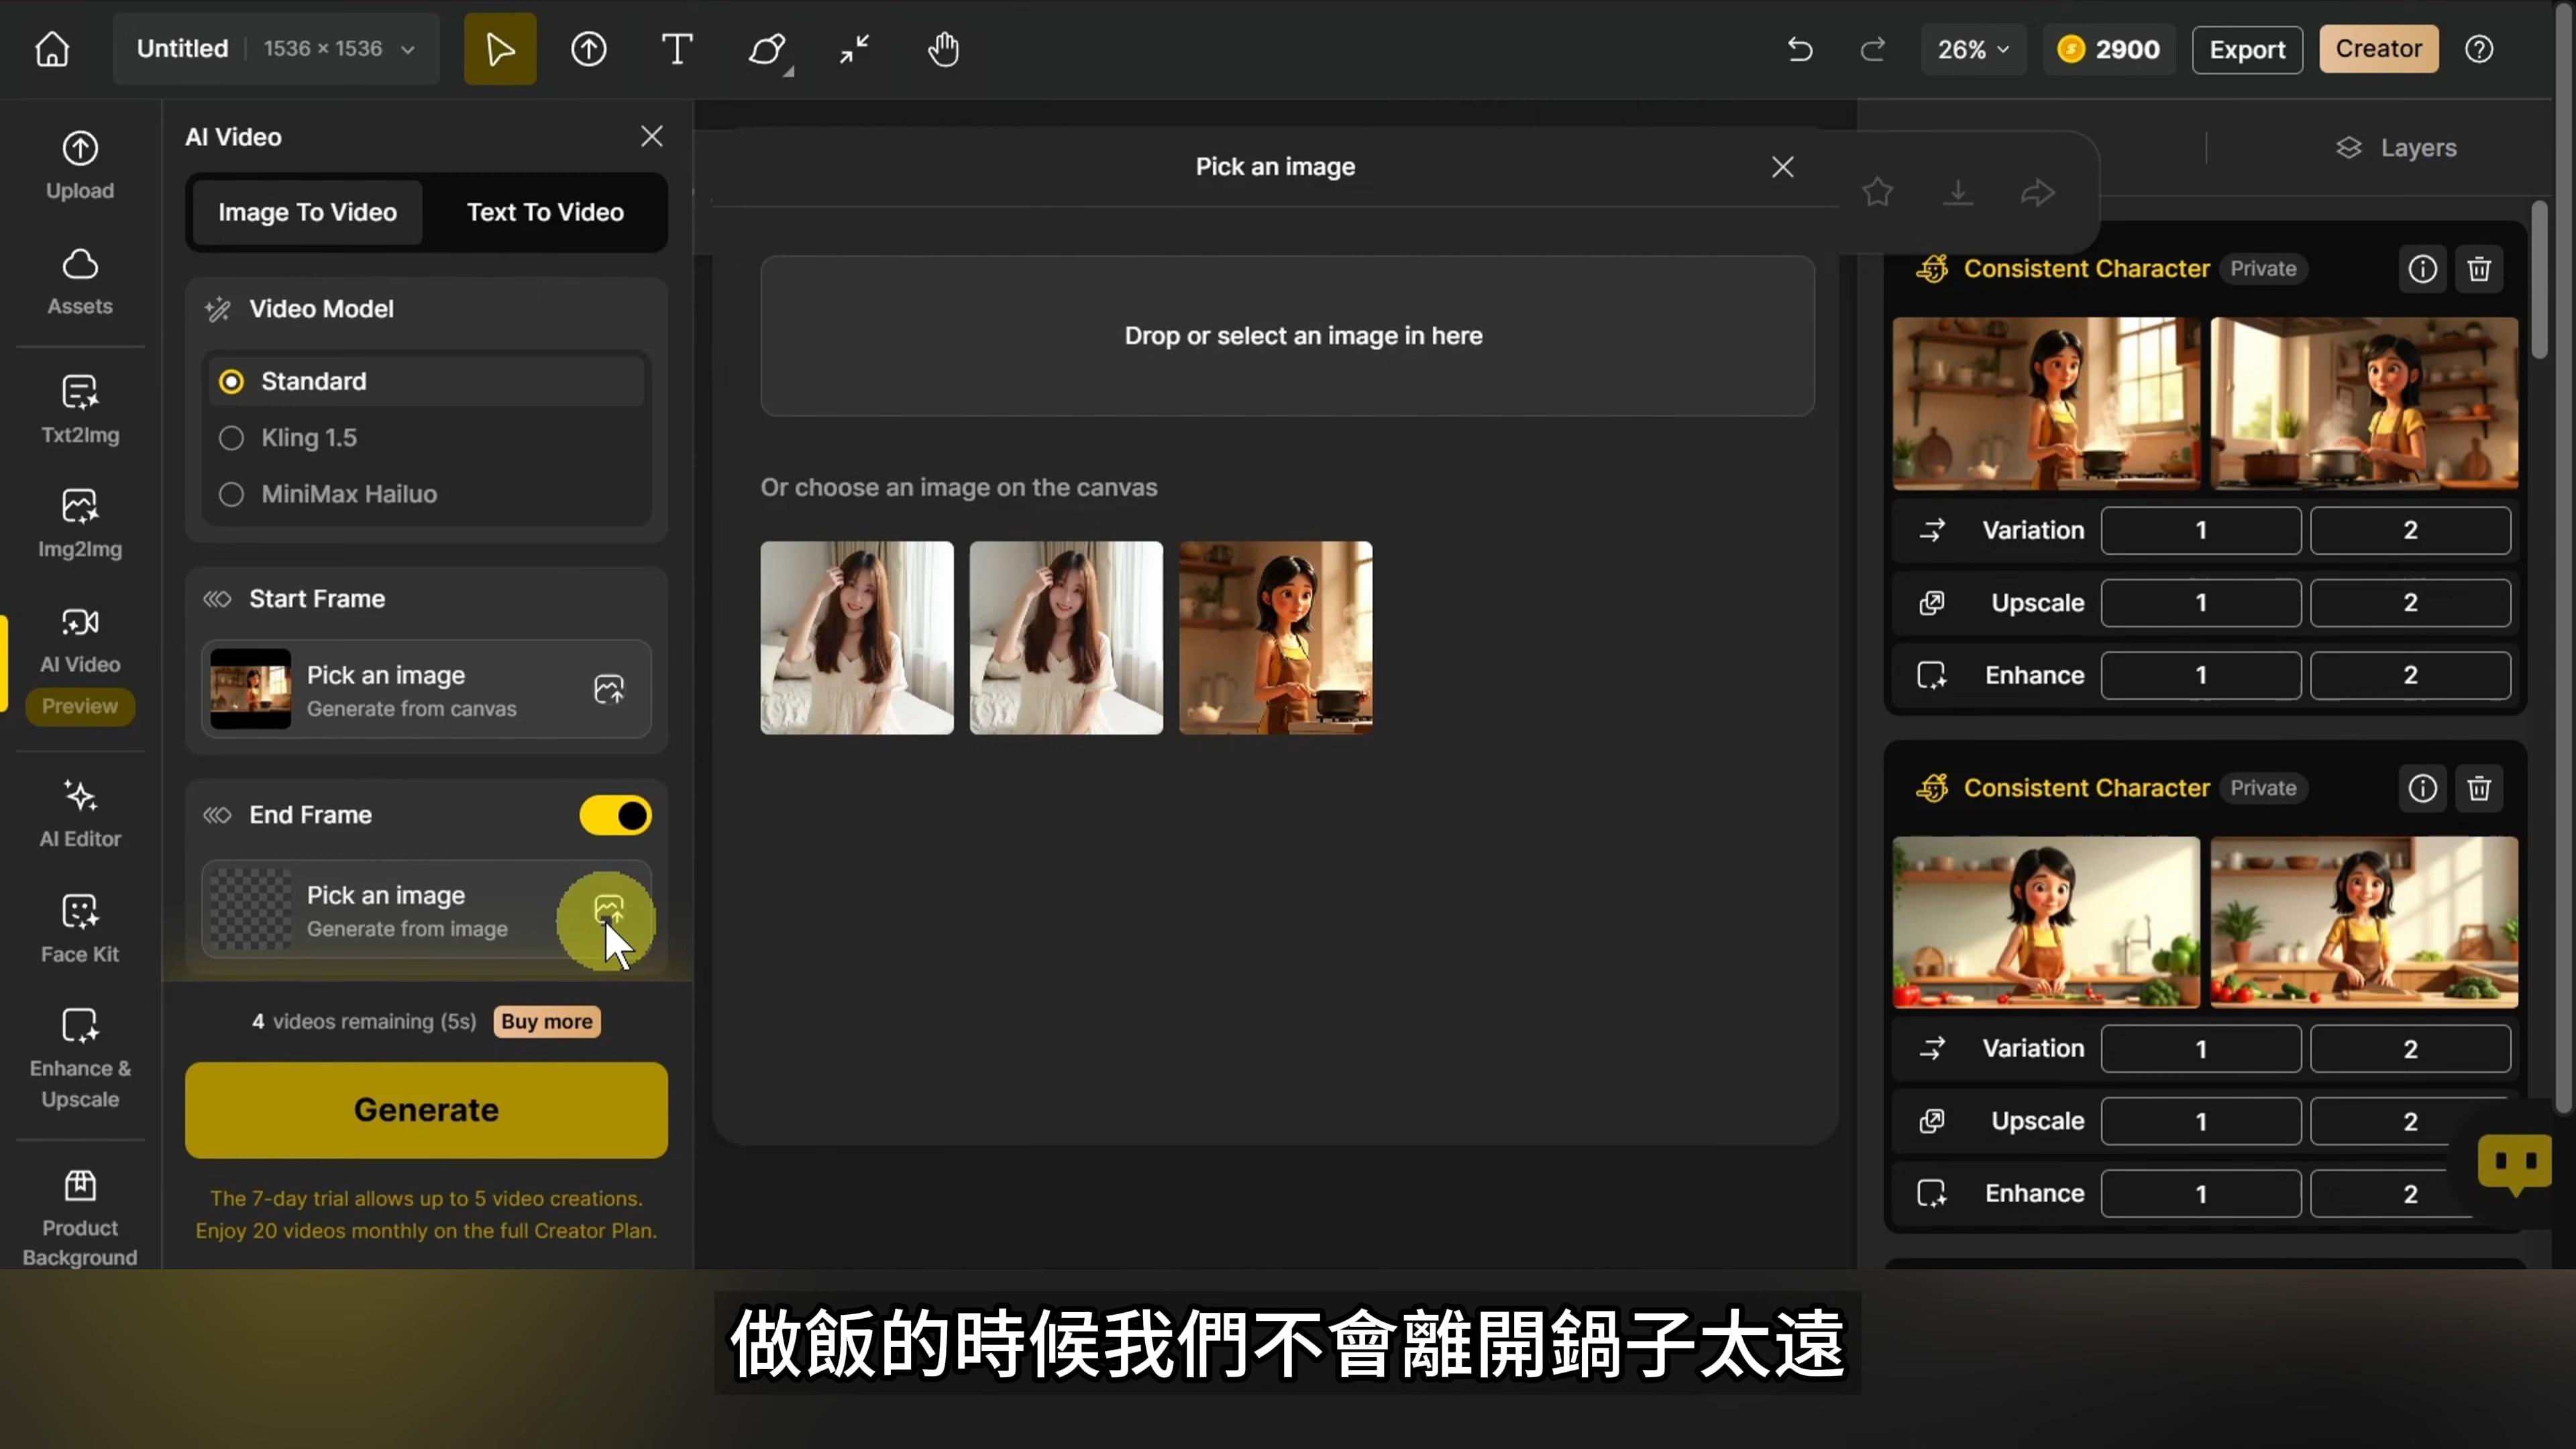 Untitled
1536 × 1536
26%
2900
Export
Creator
Upload
Assets
Txt2Img
Img2Img
AI Video
Preview
AI Editor
Face Kit
Enhance &
Upscale
Product
Background
AI Video
Image To Video
Text To Video
Video Model
Standard
Kling 1.5
MiniMax Hailuo
Start Frame
Pick an image
Generate from canvas
End Frame
Pick an image
Generate from image
4 videos remaining (5s)
Buy more
Generate
The 7-day trial allows up to 5 video creations.
Enjoy 20 videos monthly on the full Creator Plan.
Pick an image
Drop or select an image in here
Or choose an image on the canvas
Layers
Consistent Character
Private
Variation
1
2
Upscale
1
2
Enhance
1
2
Consistent Character
Private
Variation
1
2
Upscale
1
2
Enhance
1
2
做飯的時候我們不會離開鍋子太遠